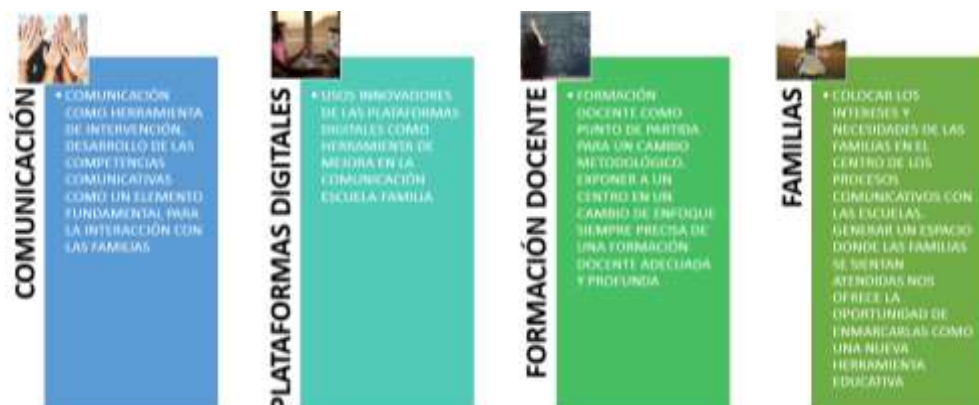 COMUNICACIÓN
• COMUNICACIÓN
COMO HERRAMIENTA
DE INTERVENCIÓN.
DESARROLLO DE LAS
COMPETENCIAS
COMUNICATIVAS
COMO UN ELEMENTO
FUNDAMENTAL PARA
LA INTERACCIÓN CON
LAS FAMILIAS
PLATAFORMAS DIGITALES
• USOS INNOVADORES
DE LAS PLATAFORMAS
DIGITALES COMO
HERRAMIENTA DE
MEJORA EN LA
COMUNICACIÓN
ESCUELA FAMILIA
FORMACIÓN DOCENTE
• FORMACIÓN
DOCENTE COMO
PUNTO DE PARTIDA
PARA UN CAMBIO
METODOLÓGICO.
EXPONER A UN
CENTRO EN UN
CAMBIO DE ENFOQUE
SIEMPRE PRECISA DE
UNA FORMACIÓN
DOCENTE ADECUADA
Y PROFUNDA
FAMILIAS
• COLOCAR LOS
INTERESES Y
NECESIDADES DE LAS
FAMILIAS EN EL
CENTRO DE LOS
PROCESOS
COMUNICATIVOS CON
LAS ESCUELAS.
GENERAR UN ESPACIO
DONDE LAS FAMILIAS
SE SIENTAN
ATENDIDAS NOS
OFRECE LA
OPORTUNIDAD DE
ENMARCARLAS COMO
UNA NUEVA
HERRAMIENTA
EDUCATIVA